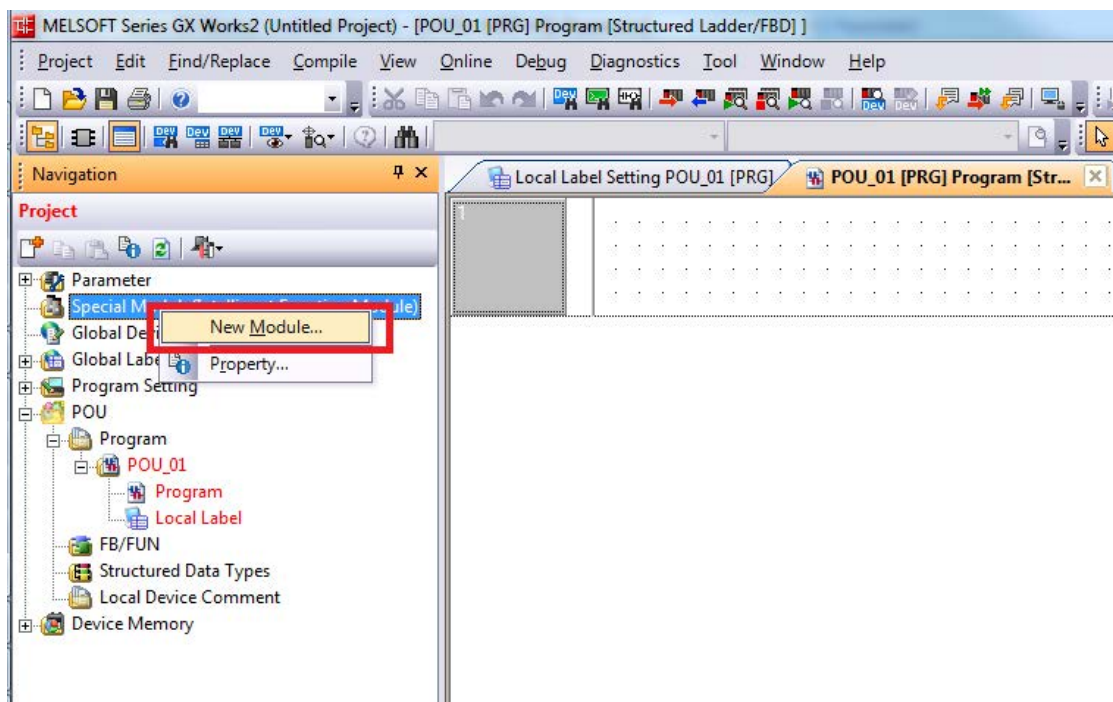 MELSOFT Series GX Works2 (Untitled Project) - [POU_01 [PRG] Program [Structured Ladder/FBD] ]
Project Edit Find/Replace Compile View Online Debug Diagnostics Tool Window Help
Navigation
Local Label Setting POU_01 [PRG]
POU_01 [PRG] Program [Str...
Project
1
Parameter
Special
New Module...
Global
Property...
Global
Program Setting
POU
Program
POU_01
Program
Local Label
FB/FUN
Structured Data Types
Local Device Comment
Device Memory